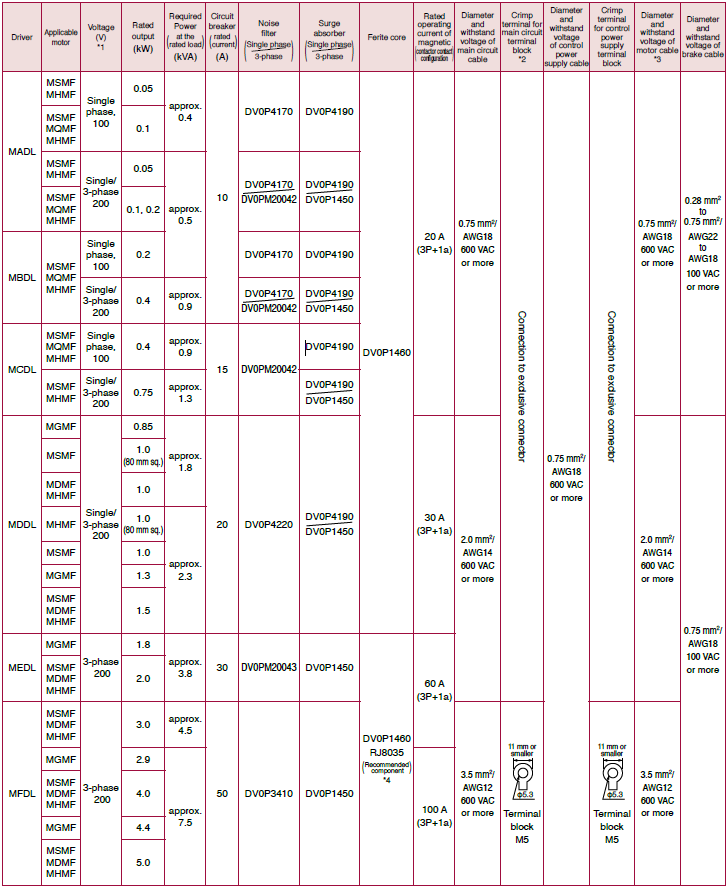 Driver
Applicable
motor
Voltage
(V)
*1
Rated
output
(kW)
Required
Power
at the
(rated load)
(kVA)
Circuit
breaker
(rated
current)
(A)
Noise
filter
(Single phase
3-phase)
Surge
absorber
(Single phase
3-phase)
Ferite core
Rated
operating
current of
magnetic
contactor
(contact
configuration)
Diameter
and
withstand
voltage of
main circuit
cable
Crimp
terminal for
main circuit
terminal
block
*2
Diameter
and
withstand
voltage
of control
power
supply cable
Crimp
terminal
for control
power
supply
terminal
block
Diameter
and
withstand
voltage of
motor cable
*3
Diameter
and
withstand
voltage of
brake cable
MADL
MSMF
MHMF
Single
phase,
100
0.05
approx.
0.4
10
DV0P4170
DV0P4190
DV0P1460
20 A
(3P+1a)
0.75 mm²/
AWG18
600 VAC
or more
Connection to exclusive connector
0.75 mm²/
AWG18
600 VAC
or more
Connection to exclusive connector
0.75 mm²/
AWG18
600 VAC
or more
0.28 mm²
to
0.75 mm²/
AWG22
to
AWG18
100 VAC
or more
MSMF
MQMF
MHMF
0.1
MSMF
MHMF
Single/
3-phase
200
0.05
approx.
0.5
DV0P4170
DV0PM20042
DV0P4190
DV0P1450
MSMF
MQMF
MHMF
0.1, 0.2
MBDL
MSMF
MQMF
MHMF
Single
phase,
100
0.2
DV0P4170
DV0P4190
Single/
3-phase
200
0.4
approx.
0.9
DV0P4170
DV0PM20042
DV0P4190
DV0P1450
MCDL
MSMF
MQMF
MHMF
Single
phase,
100
0.4
approx.
0.9
15
DV0PM20042
DV0P4190
MSMF
MHMF
Single/
3-phase
200
0.75
approx.
1.3
DV0P4190
DV0P1450
MDDL
MGMF
Single/
3-phase
200
0.85
approx.
1.8
20
DV0P4220
DV0P4190
DV0P1450
30 A
(3P+1a)
2.0 mm²/
AWG14
600 VAC
or more
2.0 mm²/
AWG14
600 VAC
or more
0.75 mm²/
AWG18
100 VAC
or more
MSMF
1.0
(80 mm sq.)
MDMF
MHMF
1.0
MHMF
1.0
(80 mm sq.)
approx.
2.3
MSMF
1.0
MGMF
1.3
MSMF
MDMF
MHMF
1.5
MEDL
MGMF
3-phase
200
1.8
approx.
3.8
30
DV0PM20043
DV0P1450
DV0P1460
RJ8035
(Recommended
component)
*4
60 A
(3P+1a)
MSMF
MDMF
MHMF
2.0
MFDL
MSMF
MDMF
MHMF
3-phase
200
3.0
approx.
4.5
50
DV0P3410
DV0P1450
3.5 mm²/
AWG12
600 VAC
or more
11 mm or
smaller
φ5.3
Terminal
block
M5
11 mm or
smaller
φ5.3
Terminal
block
M5
3.5 mm²/
AWG12
600 VAC
or more
MGMF
2.9
approx.
7.5
100 A
(3P+1a)
MSMF
MDMF
MHMF
4.0
MGMF
4.4
MSMF
MDMF
MHMF
5.0